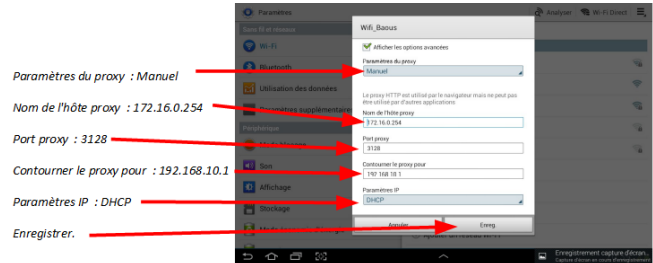 Paramètres du proxy : Manuel
Nom de l'hôte proxy : 172.16.0.254
Port proxy : 3128
Contourner le proxy pour : 192.168.10.1
Paramètres IP : DHCP
Enregistrer.
Paramètres
Analyser
Wi-Fi Direct
Sans fil et réseaux
Wi-Fi
Bluetooth
Utilisation des données
Paramètres supplémentaires
Périphérique
Son
Affichage
Stockage
Wifi_Baous
Afficher les options avancées
Paramètres du proxy
Manuel
Le proxy HTTP est utilisé par le navigateur mais ne peut pas
être utilisé par d'autres applications
Nom de l'hôte proxy
172.16.0.254
Port proxy
3128
Contourner le proxy pour
192.168.10.1
Paramètres IP
DHCP
Annuler
Enreg.
Enregistrement capture d'écran...
Capture d'écran en cours d'enregistrement